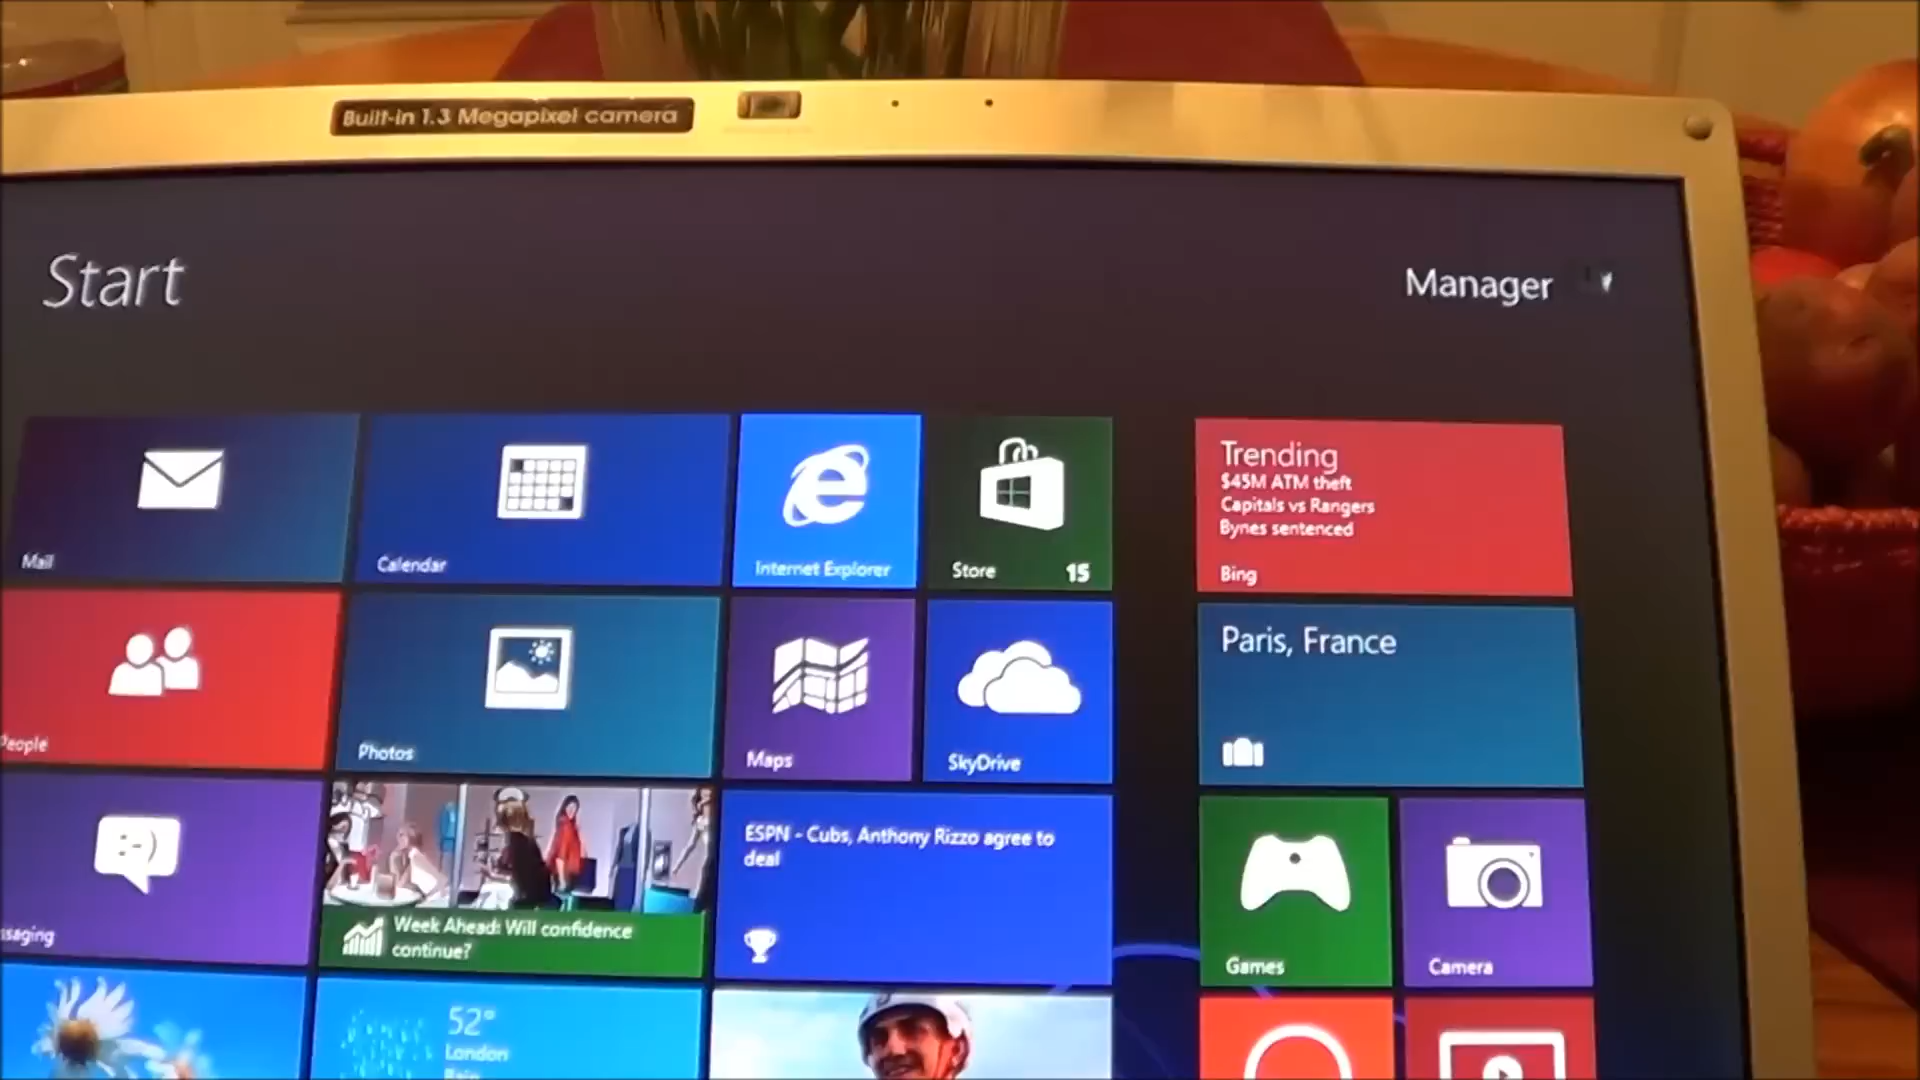 Built-in 1.3 Megapixel camera
Start
Manager
Mail
Calendar
Internet Explorer
Store 15
Trending
$45M ATM theft
Capitals vs Rangers
Bynes sentenced
Bing
People
Photos
Maps
SkyDrive
Paris, France
ssaging
Week Ahead: Will confidence
continue?
ESPN - Cubs, Anthony Rizzo agree to
deal
Games
Camera
52°
London
Rain